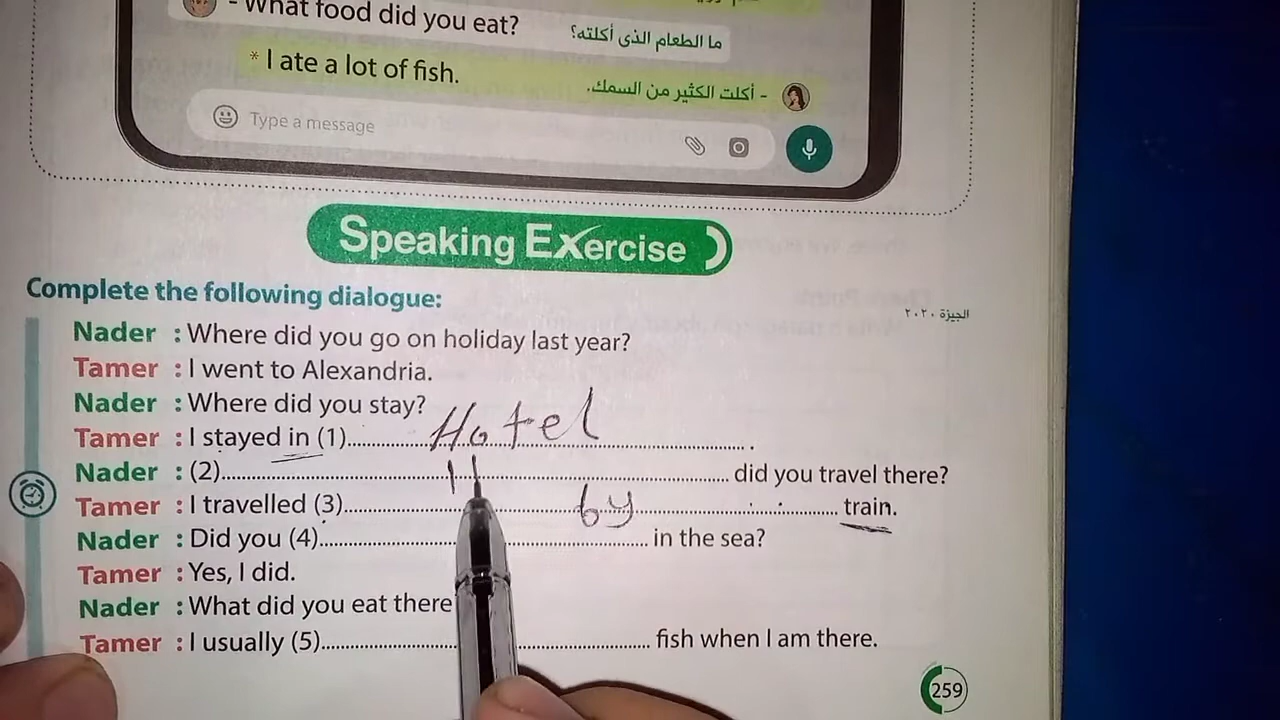 - What food did you eat? ما الطعام الذى أكلته؟
* I ate a lot of fish. - أكلت الكثير من السمك.
Type a message
Speaking Exercise
Complete the following dialogue:
الجيزة ٢٠٢٠
Nader : Where did you go on holiday last year?
Tamer : I went to Alexandria.
Nader : Where did you stay?
Tamer : I stayed in (1)........Hotel........ .
Nader : (2)................ did you travel there?
Tamer : I travelled (3)........by........ train.
Nader : Did you (4)................ in the sea?
Tamer : Yes, I did.
Nader : What did you eat there
Tamer : I usually (5)................ fish when I am there.
259